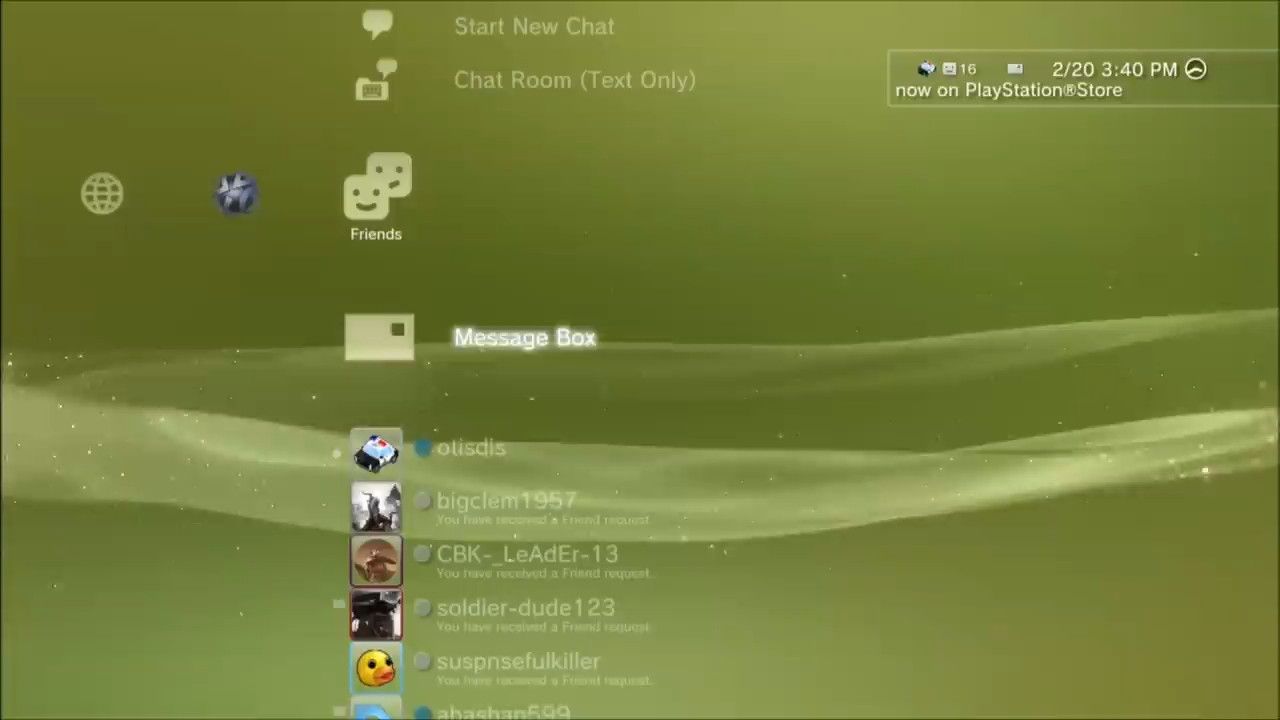 Start New Chat
Chat Room (Text Only)
16 2/20 3:40 PM
now on PlayStation®Store
Friends
Message Box
otisdis
bigclem1957
You have received a Friend request.
CBK-_LeAdEr-13
You have received a Friend request.
soldier-dude123
You have received a Friend request.
suspnsefulkiller
You have received a Friend request.